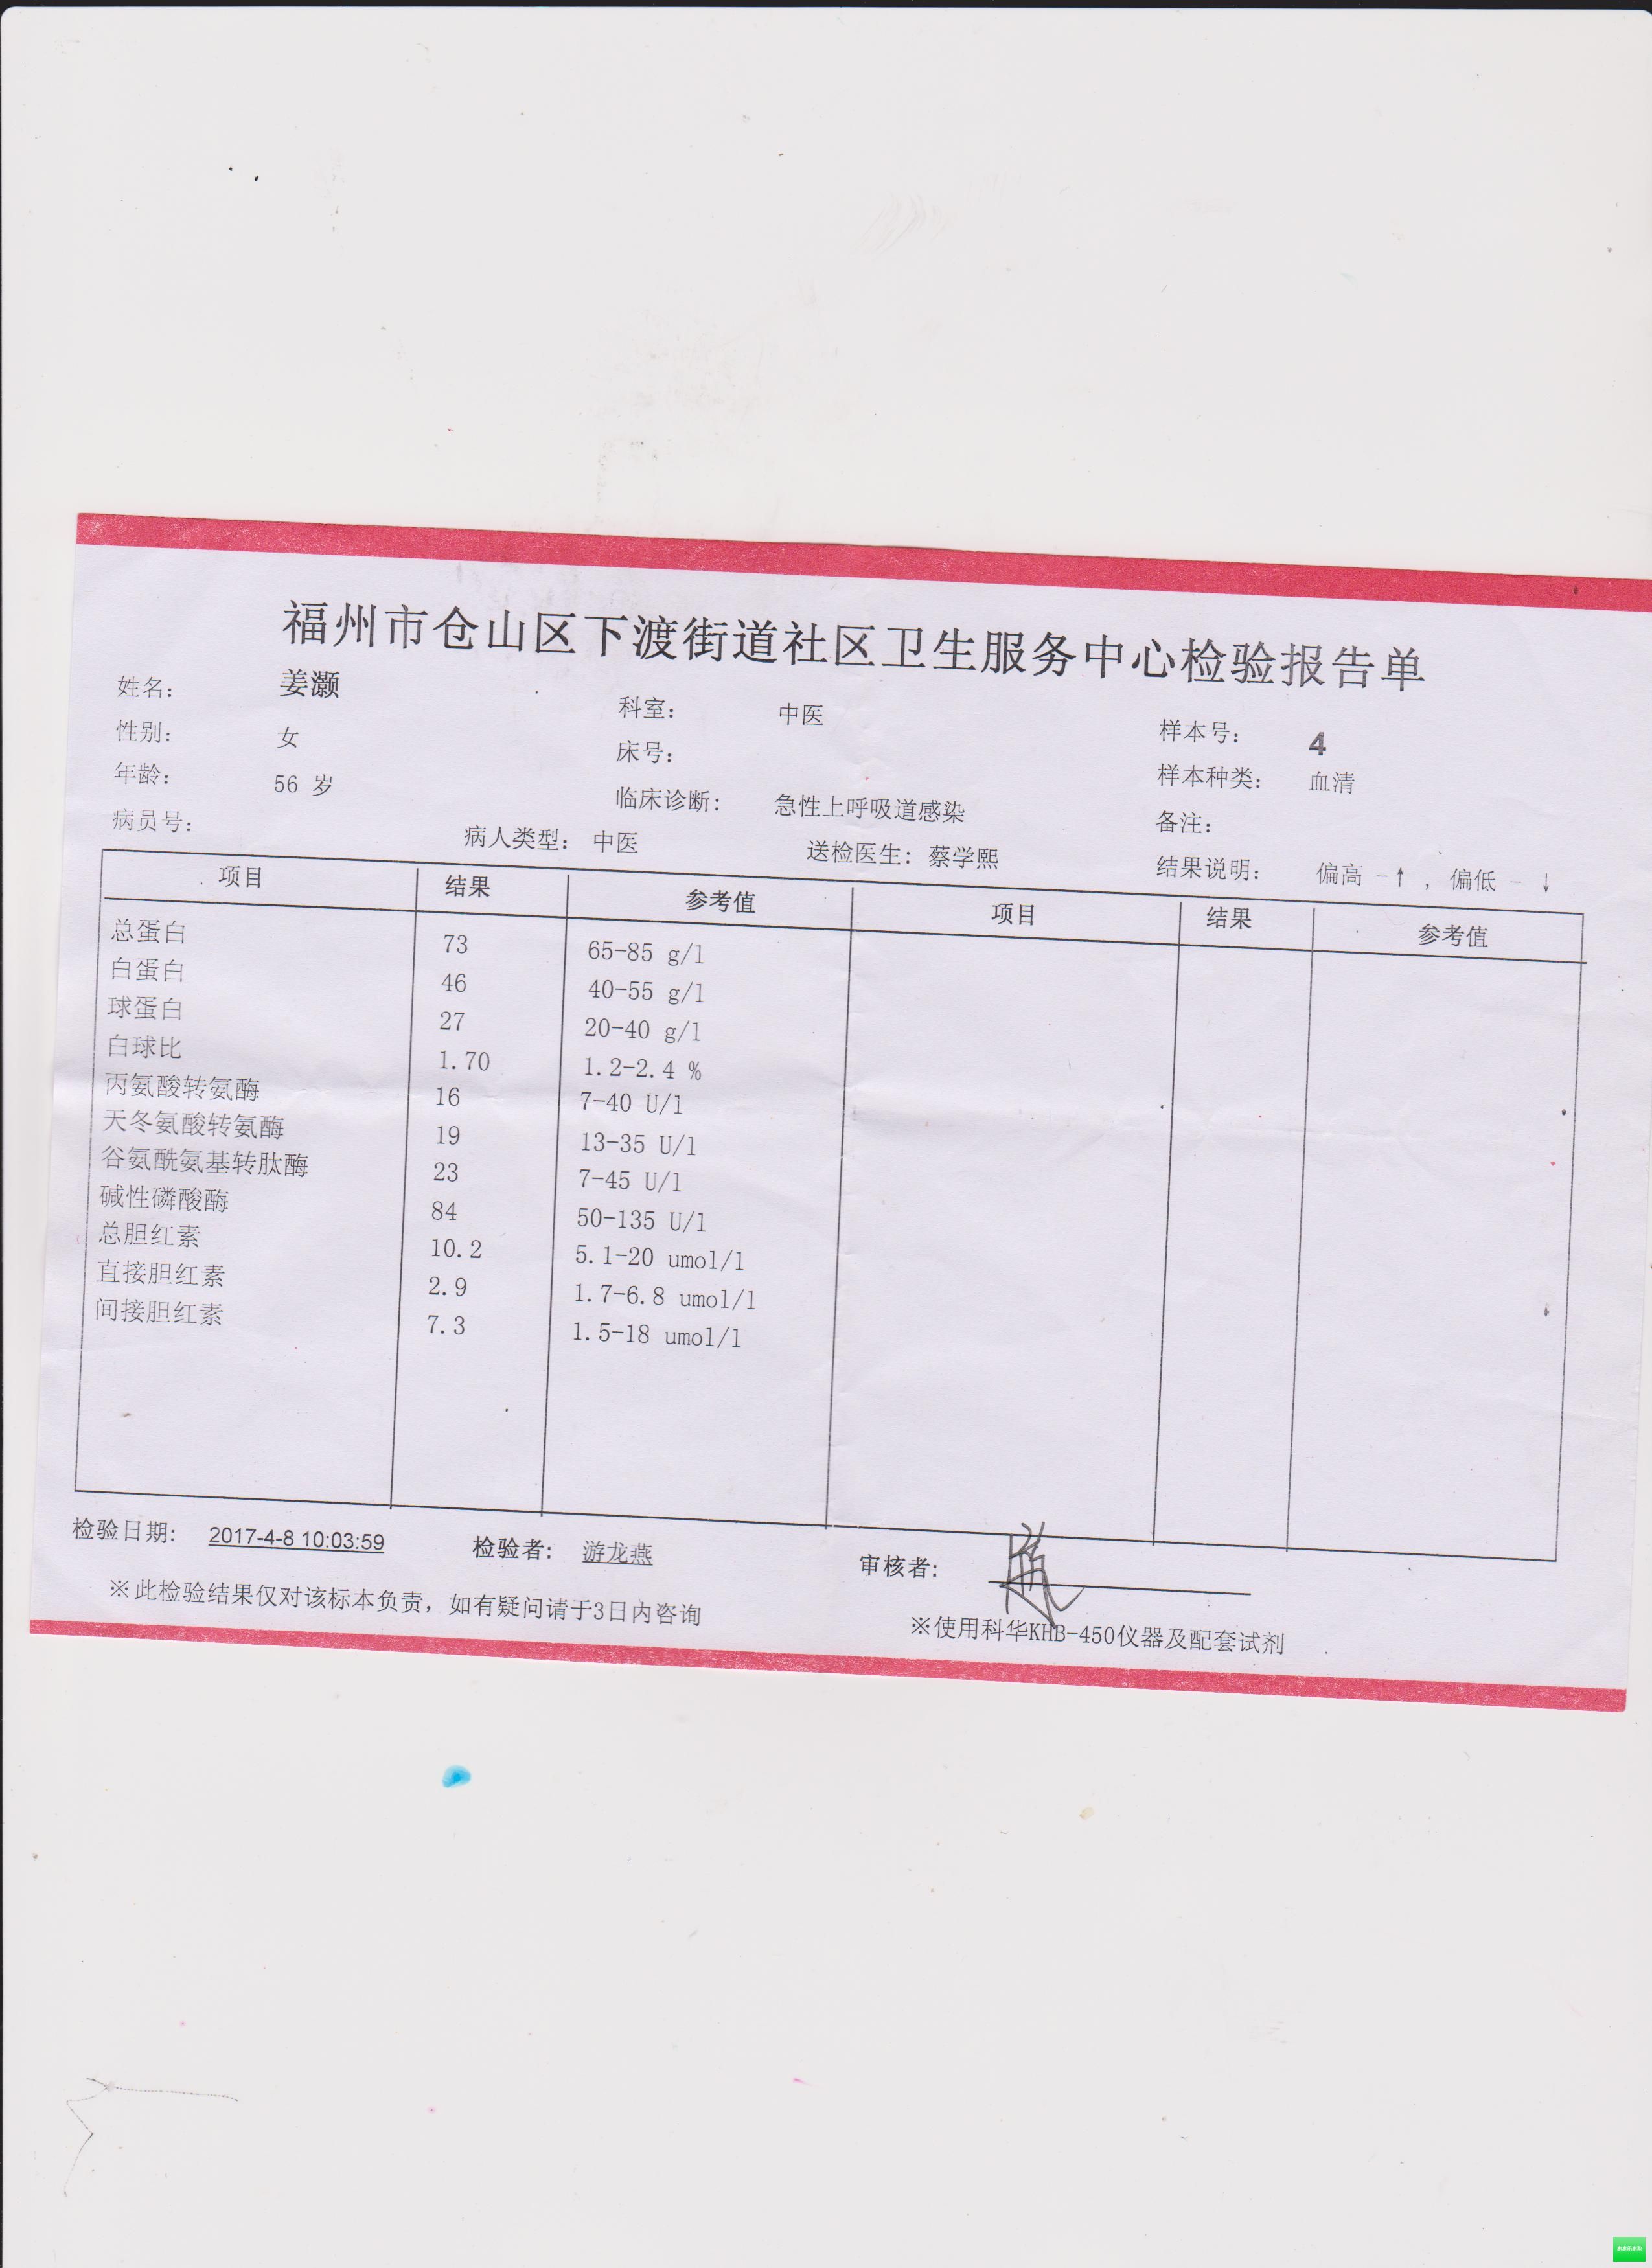 福州市仓山区下渡街道社区卫生服务中心检验报告单
姓名： 姜灏 科室： 中医 样本号： 4
性别： 女 床号： 样本种类： 血清
年龄： 56 岁 临床诊断： 急性上呼吸道感染 备注：
病员号： 病人类型： 中医 送检医生： 蔡学熙 结果说明： 偏高 -↑ ，偏低 - ↓
项目 结果 参考值 项目 结果 参考值
总蛋白 73 65-85 g/l
白蛋白 46 40-55 g/l
球蛋白 27 20-40 g/l
白球比 1.70 1.2-2.4 %
丙氨酸转氨酶 16 7-40 U/l
天冬氨酸转氨酶 19 13-35 U/l
谷氨酰氨基转肽酶 23 7-45 U/l
碱性磷酸酶 84 50-135 U/l
总胆红素 10.2 5.1-20 umol/l
直接胆红素 2.9 1.7-6.8 umol/l
间接胆红素 7.3 1.5-18 umol/l
检验日期： 2017-4-8 10:03:59 检验者： 游龙燕 审核者：
※此检验结果仅对该标本负责，如有疑问请于3日内咨询 ※使用科华KHB-450仪器及配套试剂